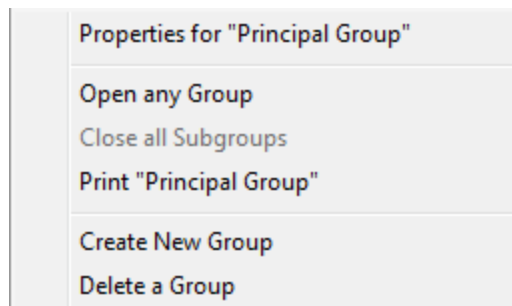 Properties for "Principal Group"
Open any Group
Close all Subgroups
Print "Principal Group"
Create New Group
Delete a Group